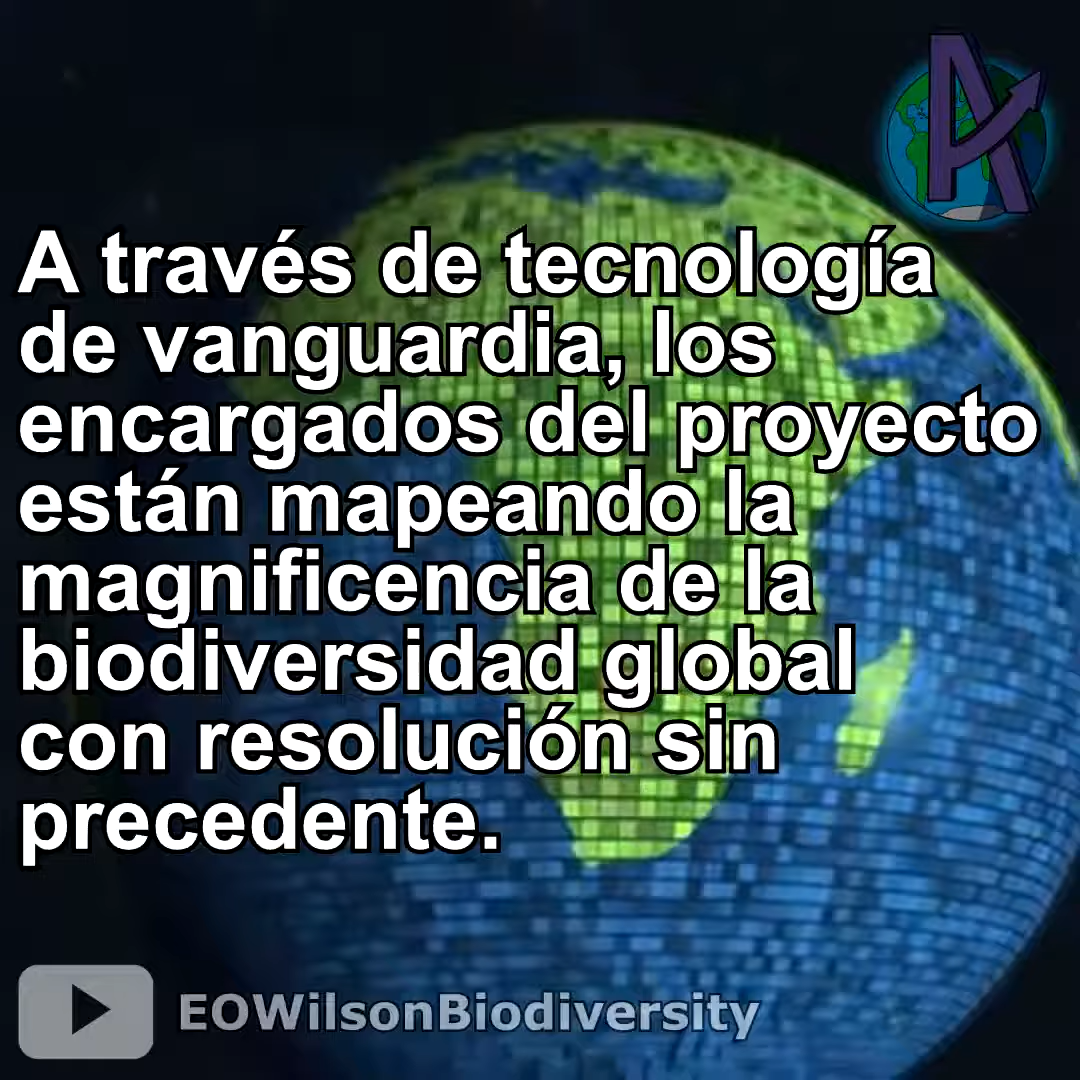 A través de tecnología
de vanguardia, los
encargados del proyecto
están mapeando la
magnificencia de la
biodiversidad global
con resolución sin
precedente.
EOWilsonBiodiversity